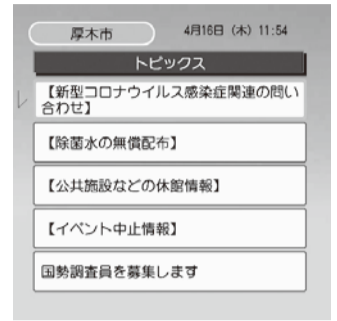 厚木市
4月16日（木）11:54
トピックス
【新型コロナウイルス感染症関連の問い
合わせ】
【除菌水の無償配布】
【公共施設などの休館情報】
【イベント中止情報】
国勢調査員を募集します